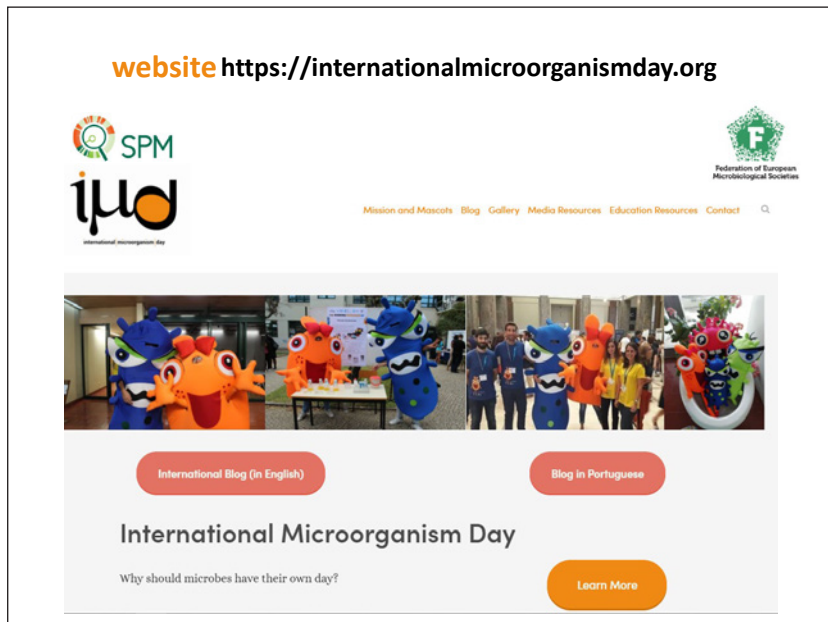 website https://internationalmicroorganismday.org
SPM
Federation of European
Microbiological Societies
iμd
international microorganism day
Mission and Mascots Blog Gallery Media Resources Education Resources Contact
International Blog (in English)
Blog in Portuguese
International Microorganism Day
Why should microbes have their own day?
Learn More